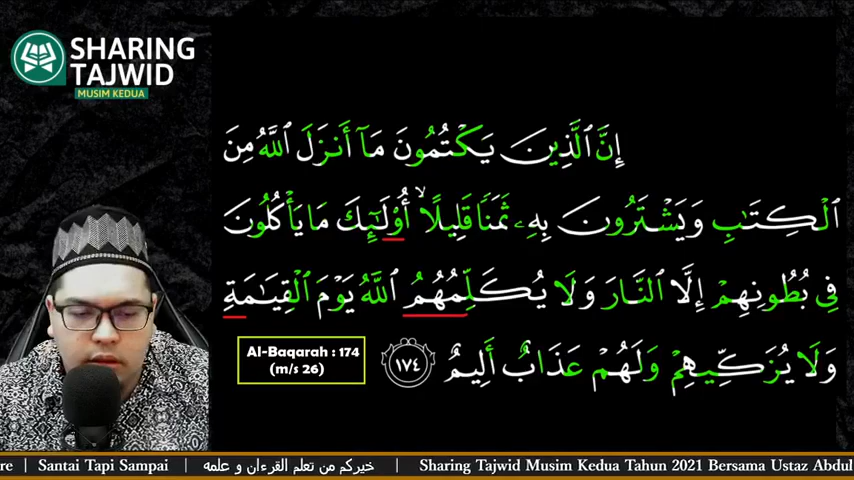 SHARING
TAJWID
MUSIM KEDUA
إِنَّ ٱلَّذِينَ يَكْتُمُونَ مَآ أَنزَلَ ٱللَّهُ مِنَ
ٱلْكِتَٰبِ وَيَشْتَرُونَ بِهِۦ ثَمَنًا قَلِيلًا ۙ أُو۟لَٰٓئِكَ مَا يَأْكُلُونَ
فِى بُطُونِهِمْ إِلَّا ٱلنَّارَ وَلَا يُكَلِّمُهُمُ ٱللَّهُ يَوْمَ ٱلْقِيَٰمَةِ
وَلَا يُزَكِّيهِمْ وَلَهُمْ عَذَابٌ أَلِيمٌ ١٧٤
Al-Baqarah : 174
(m/s 26)
re | Santai Tapi Sampai | خيركم من تعلم القرءان و علمه | Sharing Tajwid Musim Kedua Tahun 2021 Bersama Ustaz Abdul